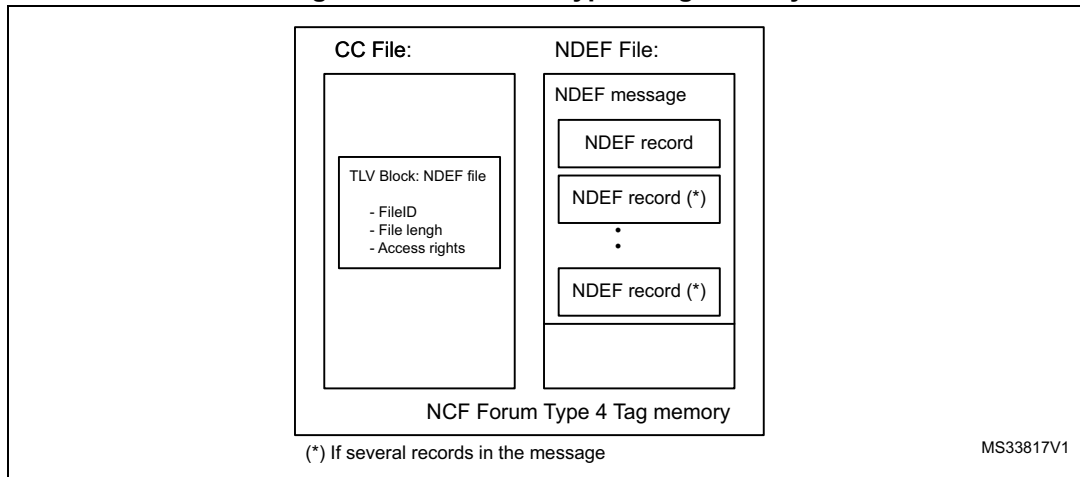 CC File:
NDEF File:
NDEF message
NDEF record
TLV Block: NDEF file
- FileID
- File lengh
- Access rights
NDEF record (*)
NDEF record (*)
NCF Forum Type 4 Tag memory
(*) If several records in the message
MS33817V1